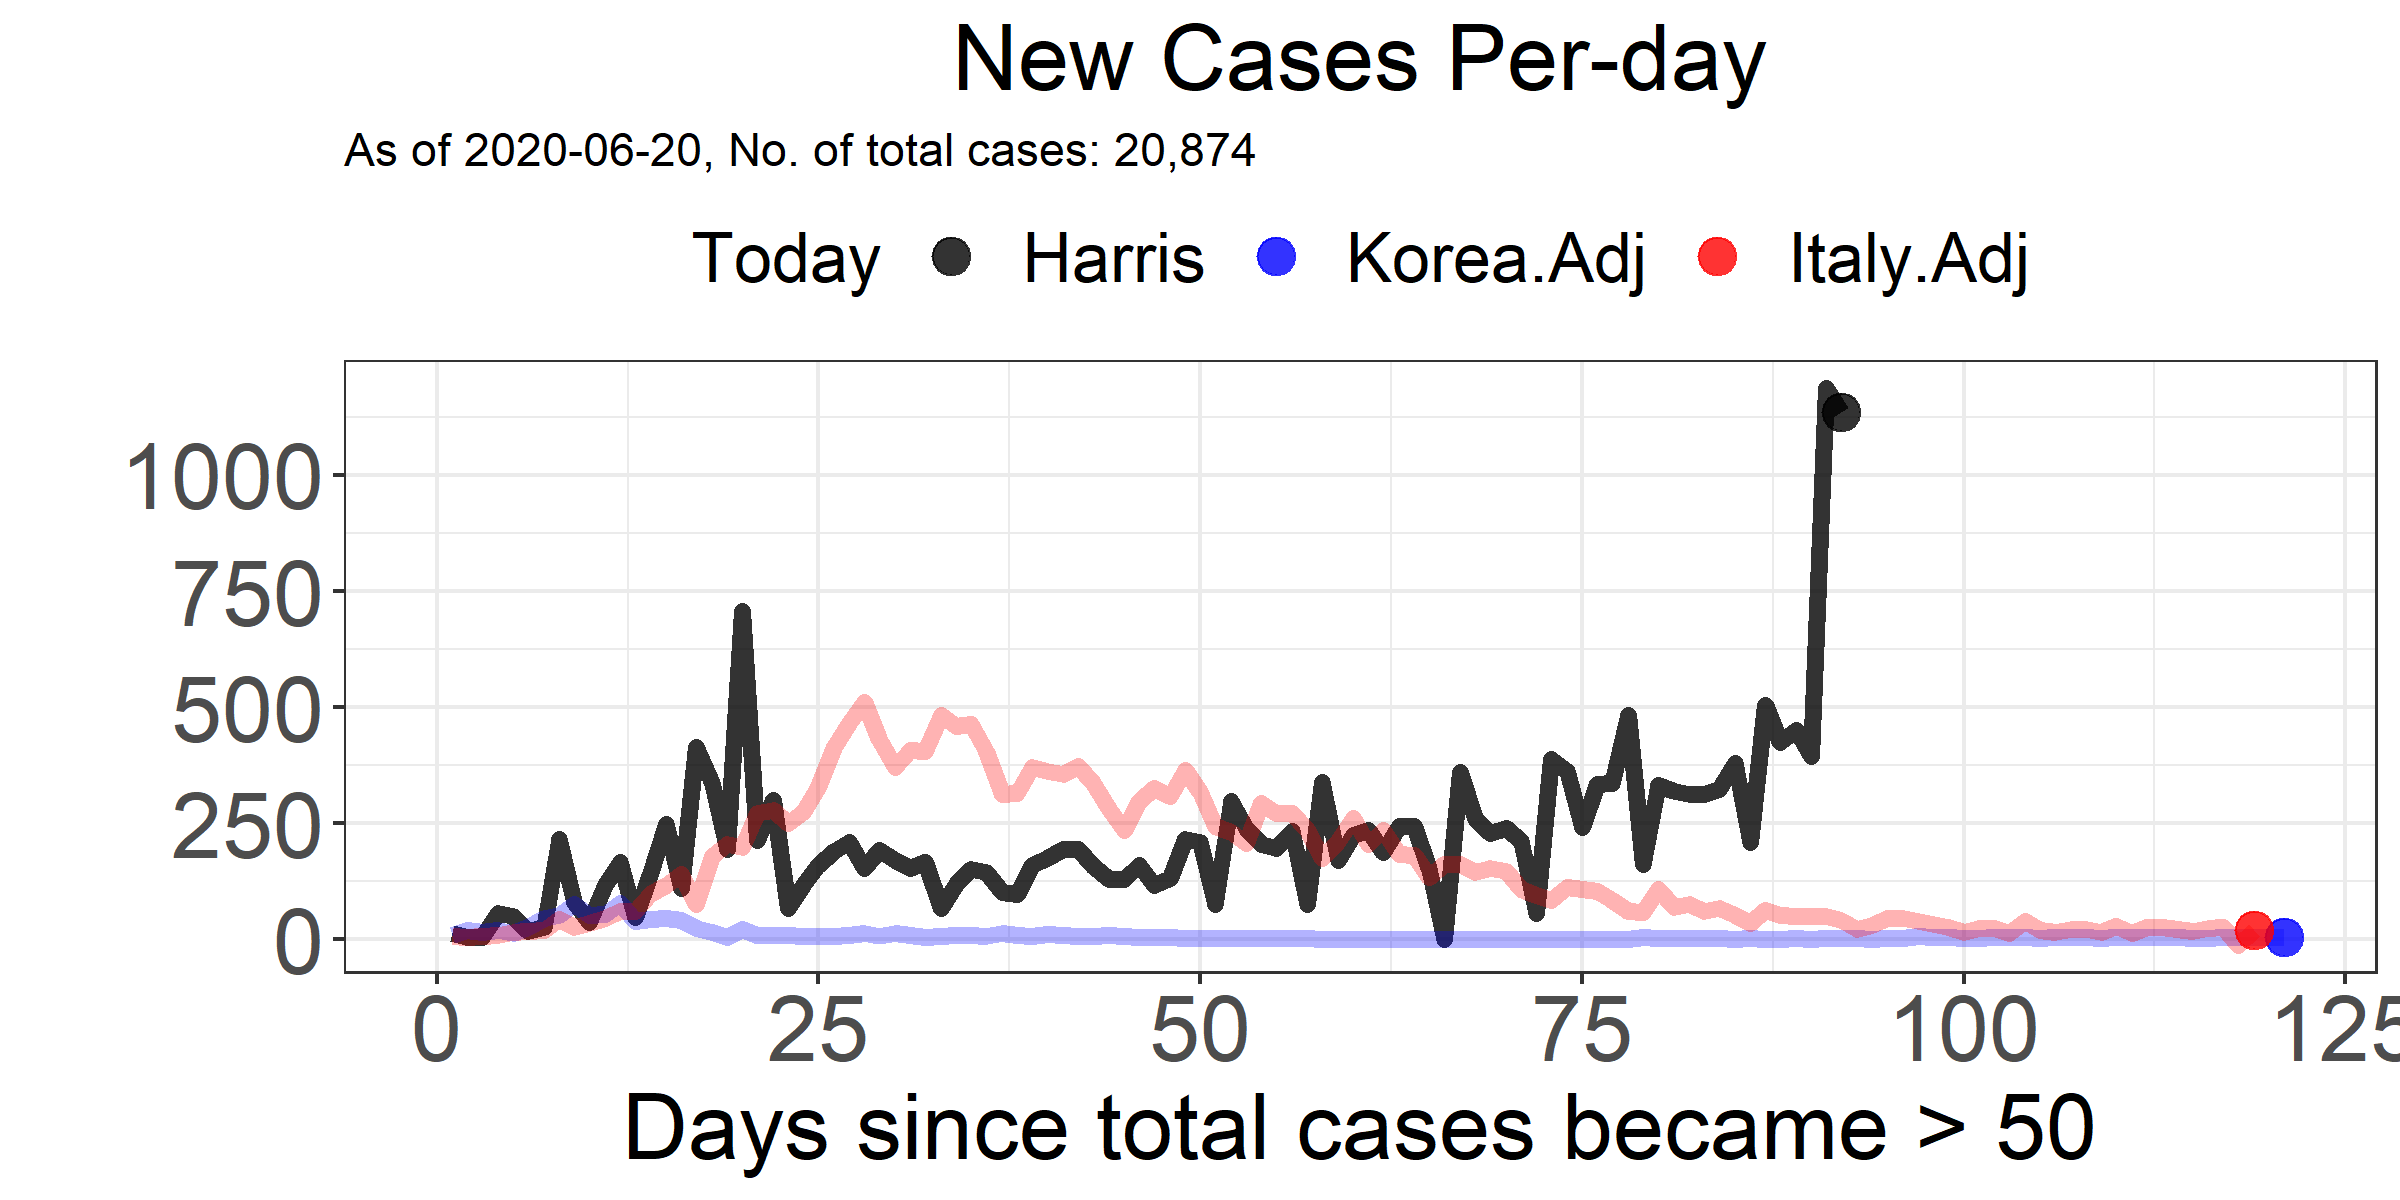 New Cases Per-day
As of 2020-06-20, No. of total cases: 20,874
Today Harris Korea.Adj Italy.Adj
1000
750
500
250
0
0 25 50 75 100 125
Days since total cases became > 50